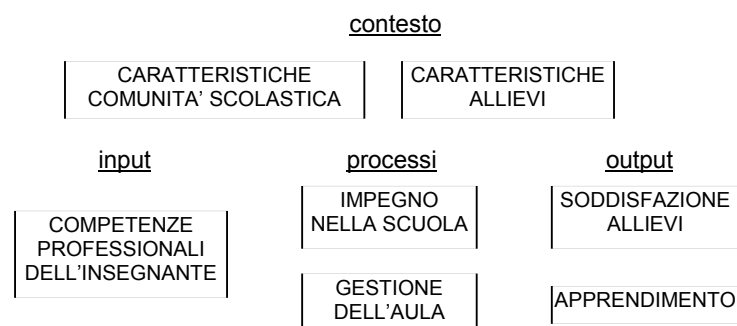 contesto
CARATTERISTICHE
COMUNITA' SCOLASTICA
CARATTERISTICHE
ALLIEVI
input
processi
output
COMPETENZE
PROFESSIONALI
DELL'INSEGNANTE
IMPEGNO
NELLA SCUOLA
GESTIONE
DELL'AULA
SODDISFAZIONE
ALLIEVI
APPRENDIMENTO